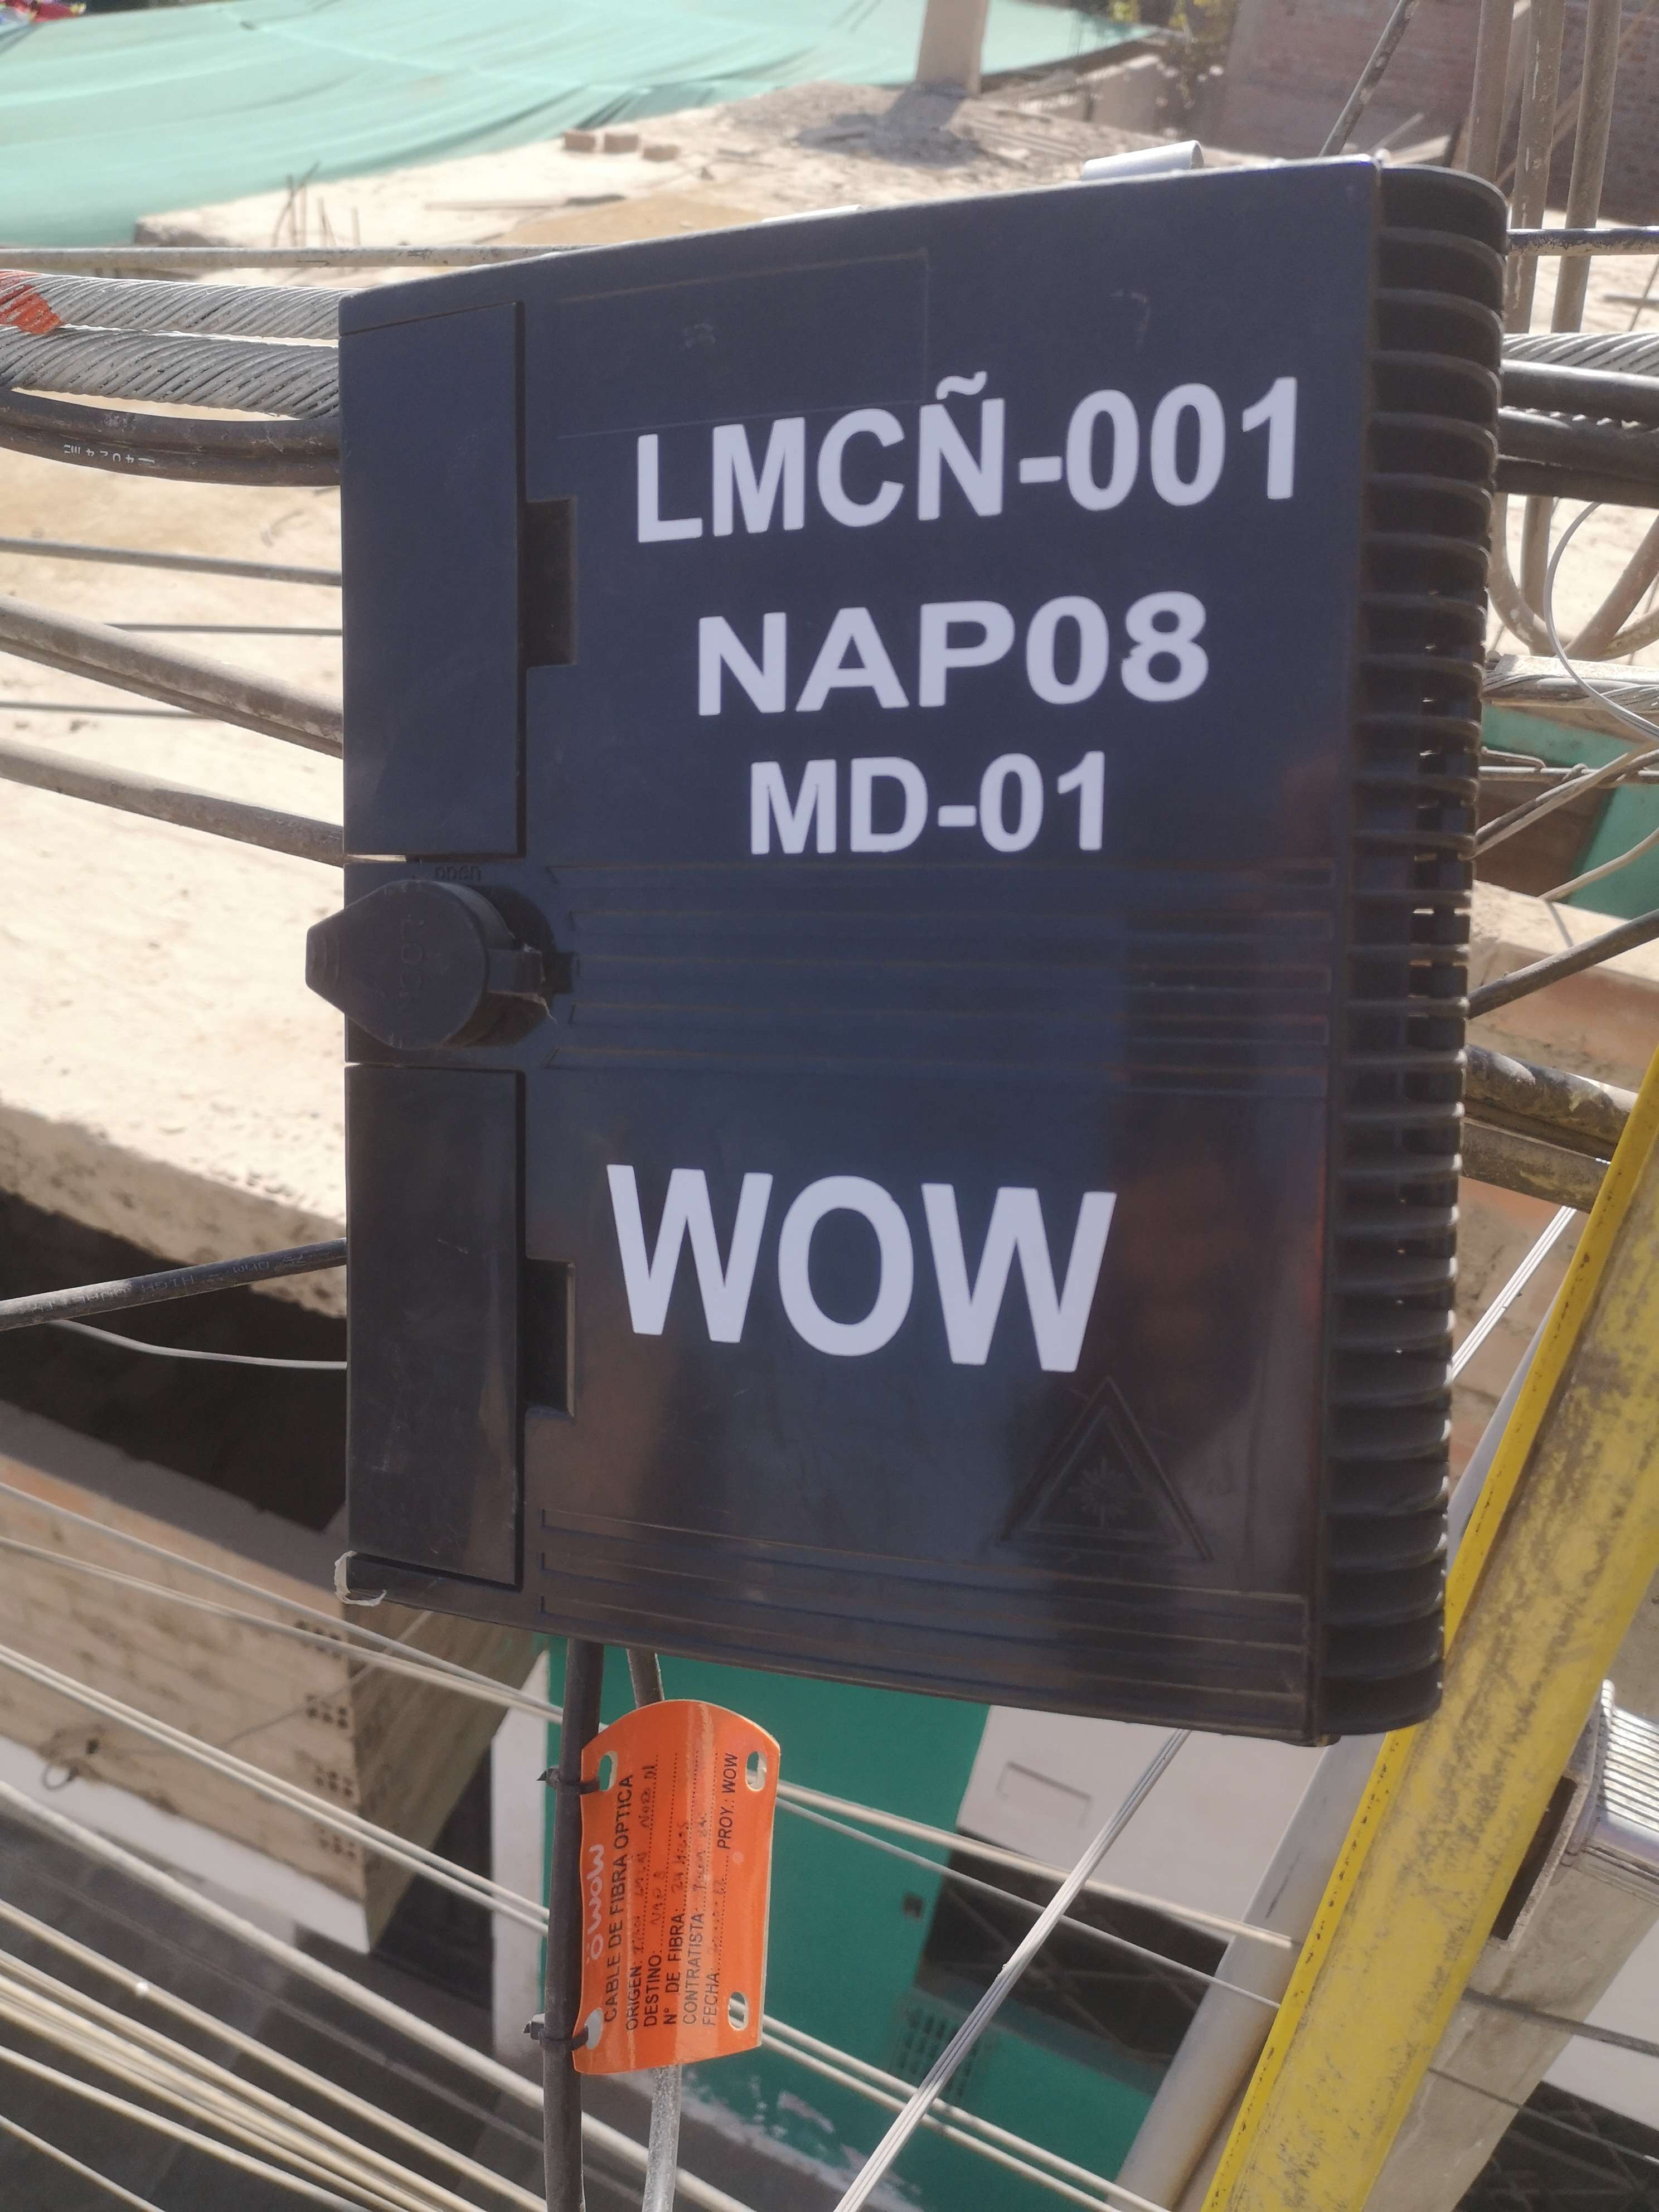 LMCÑ-001
NAP08
MD-01
OPEN
WOW
WOW
CABLE DE FIBRA OPTICA
ORIGEN:
DESTINO:
N° DE FIBRA:
CONTRATISTA:
FECHA: PROY.: WOW